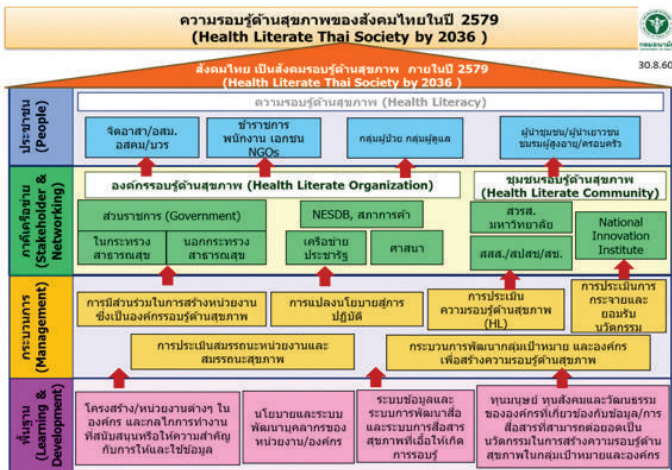 ความรอบรู้ด้านสุขภาพของสังคมไทยในปี 2579
(Health Literate Thai Society by 2036 )
กรมอนามัย
30.8.60
สังคมไทย เป็นสังคมรอบรู้ด้านสุขภาพ ภายในปี 2579
(Health Literate Thai Society by 2036 )
ประชาชน
(People)
ความรอบรู้ด้านสุขภาพ (Health Literacy)
จิตอาสา/อสม.
อสคม/บวร
ข้าราชการ
พนักงาน เอกชน
NGOs
กลุ่มผู้ป่วย กลุ่มผู้ดูแล
ผู้นำชุมชน/ผู้นำเยาวชน
ชมรมผู้สูงอายุ/ครอบครัว
ภาคีเครือข่าย
(Stakeholder &
Networking)
องค์กรรอบรู้ด้านสุขภาพ (Health Literate Organization)
ชุมชนรอบรู้ด้านสุขภาพ
(Health Literate Community)
ส่วนราชการ (Government)
ในกระทรวง
สาธารณสุข
นอกกระทรวง
สาธารณสุข
NESDB, สภาการค้า
เครือข่าย
ประชารัฐ
ศาสนา
สวรส.
มหาวิทยาลัย
สสส./สปสช/สช.
National
Innovation
Institute
กระบวนการ
(Management)
การมีส่วนร่วมในการสร้างหน่วยงาน
ซึ่งเป็นองค์กรรอบรู้ด้านสุขภาพ
การแปลงนโยบายสู่การ
ปฏิบัติ
การประเมิน
ความรอบรู้ด้านสุขภาพ
(HL)
การประเมินการ
กระจายและ
ยอมรับ
นวัตกรรม
การประเมินสมรรถนะหน่วยงานและ
สมรรถนะสุขภาพ
กระบวนการพัฒนากลุ่มเป้าหมาย และองค์กร
เพื่อสร้างความรอบรู้ด้านสุขภาพ
พื้นฐาน
(Learning &
Development)
โครงสร้าง/หน่วยงานต่างๆ ใน
องค์กร และกลไกการทำงาน
ที่สนับสนุนหรือให้ความสำคัญ
กับการให้และใช้ข้อมูล
นโยบายและระบบ
พัฒนาบุคลากรของ
หน่วยงาน/องค์กร
ระบบข้อมูลและ
ระบบการพัฒนาสื่อ
และระบบการสื่อสาร
สุขภาพที่เอื้อให้เกิด
การรอบรู้
ทุนมนุษย์ ทุนสังคมและวัฒนธรรม
ขององค์กรที่เกี่ยวข้องกับข้อมูล/การ
สื่อสารที่สามารถต่อยอดเป็น
นวัตกรรมในการสร้างความรอบรู้ด้าน
สุขภาพในกลุ่มเป้าหมายและองค์กร